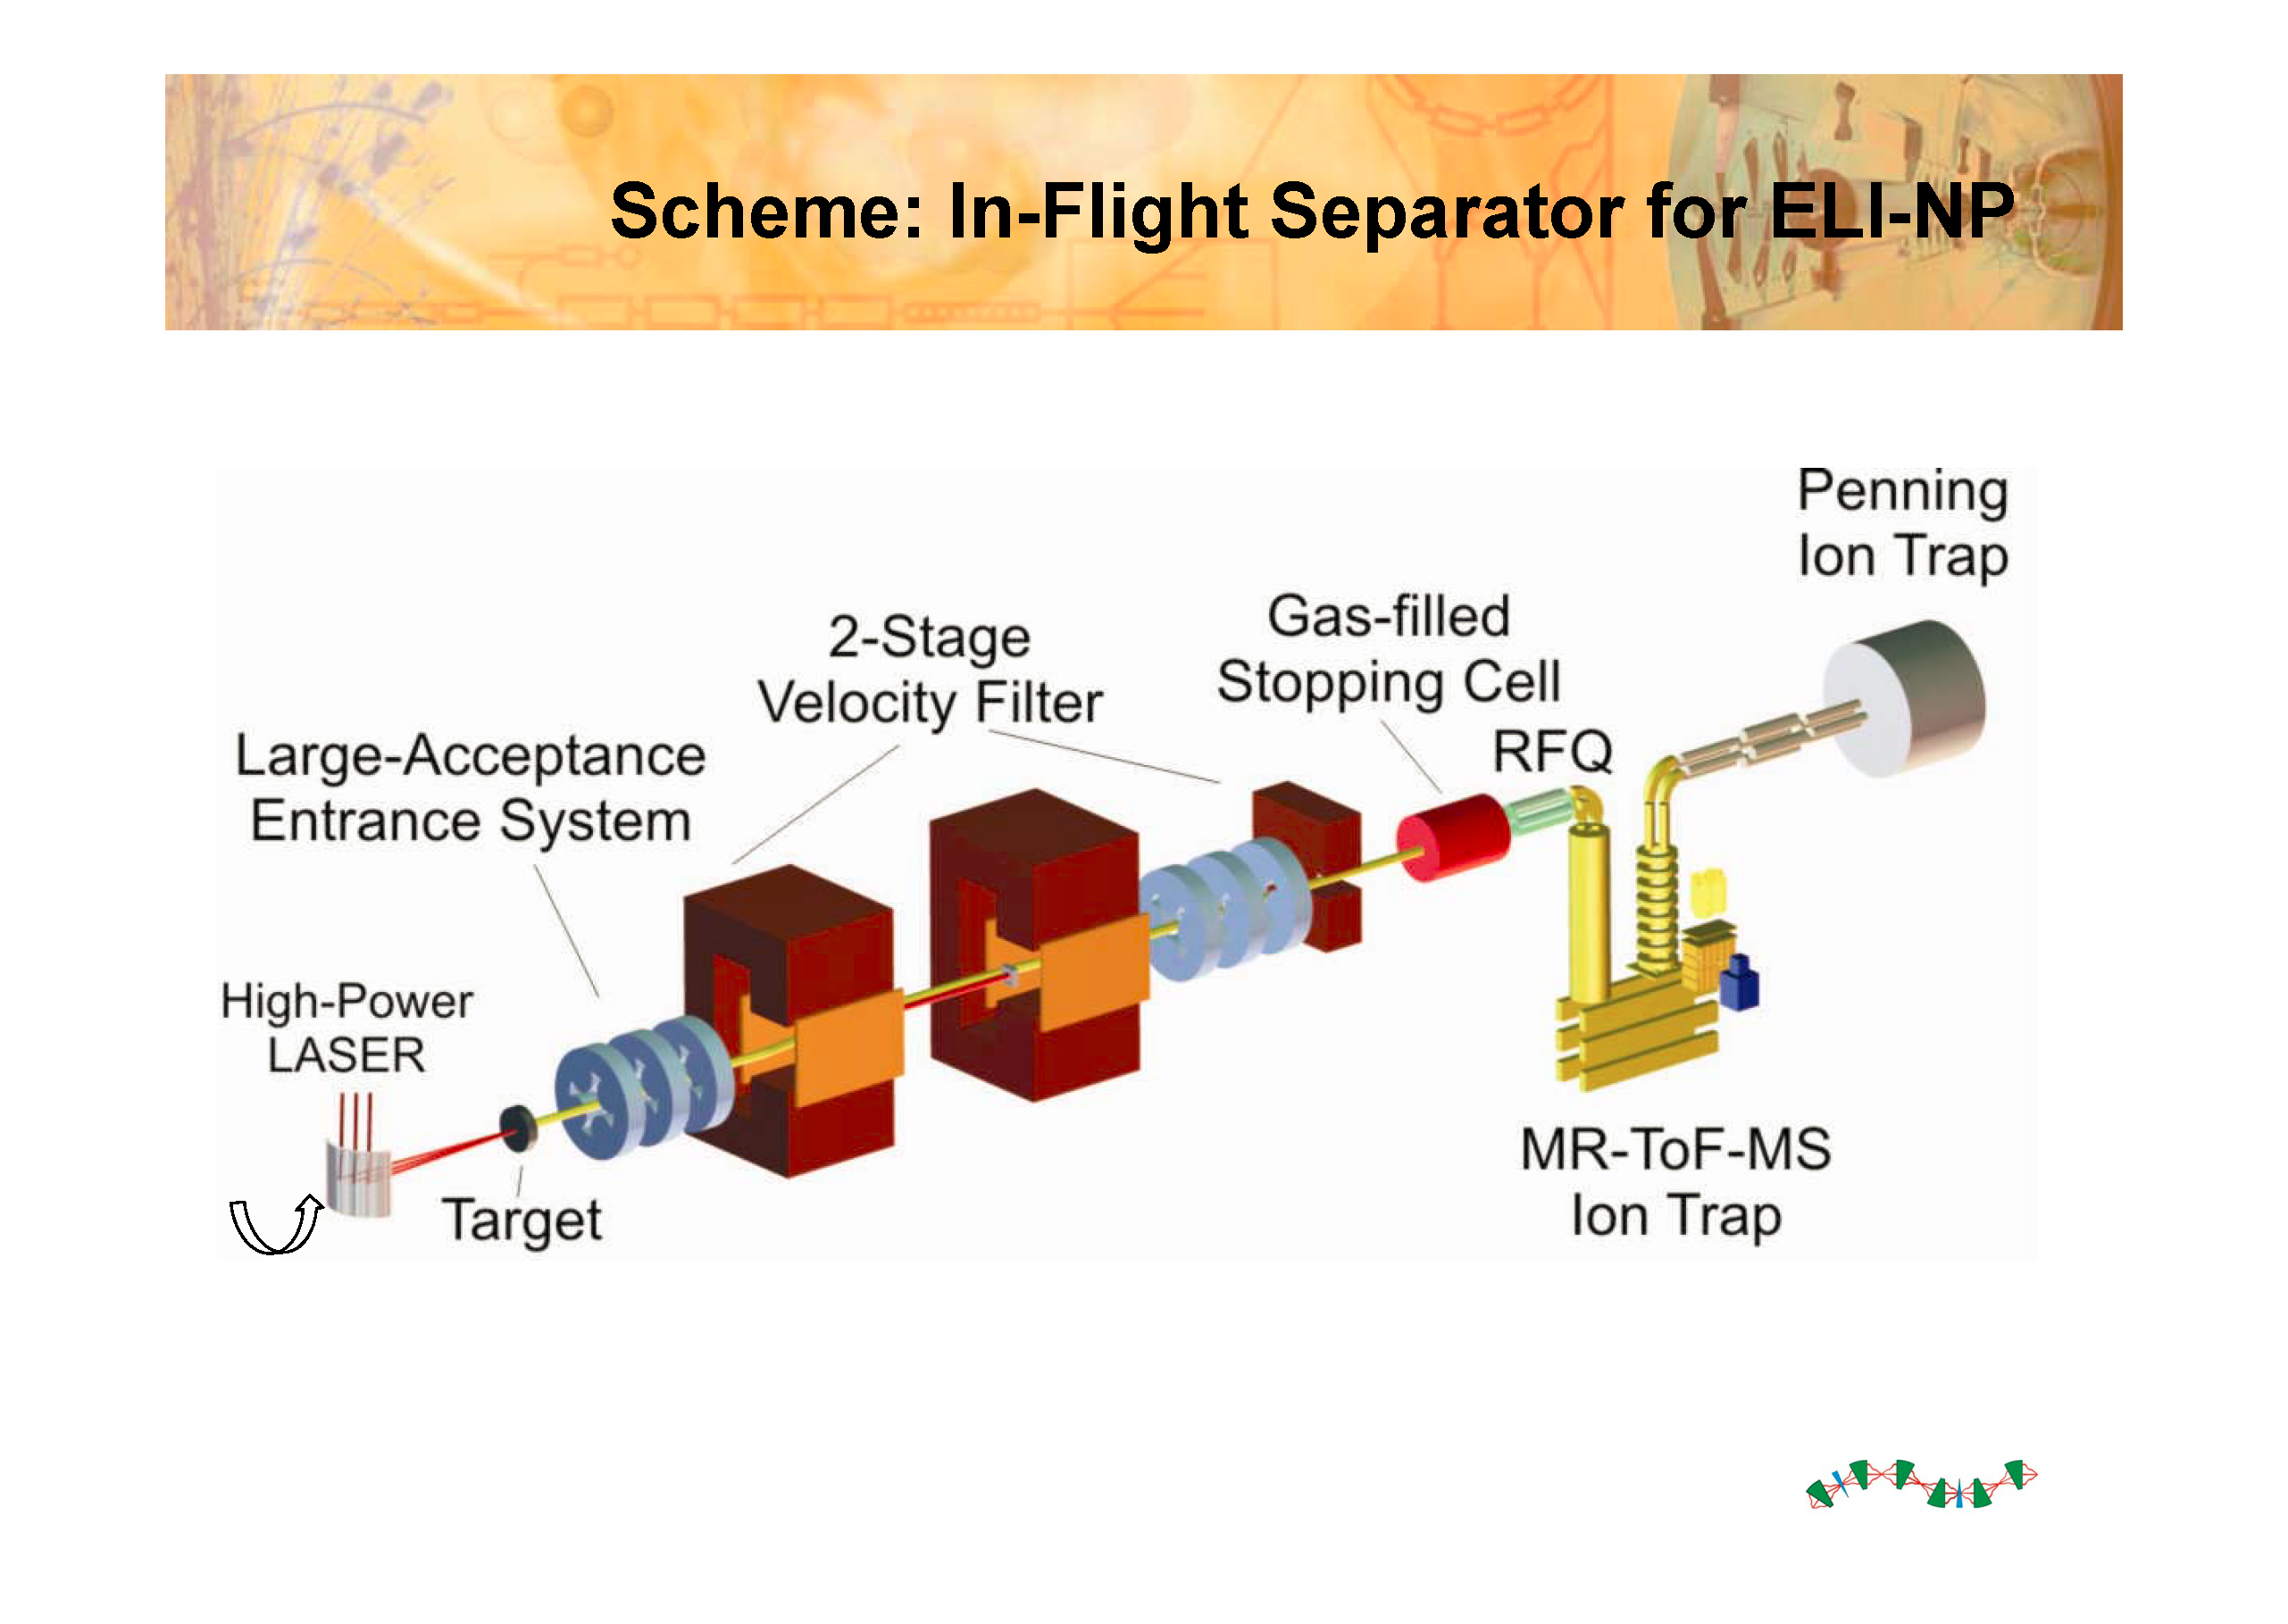 Scheme: In-Flight Separator for ELI-NP
Penning
Ion Trap
Gas-filled
Stopping Cell
RFQ
2-Stage
Velocity Filter
Large-Acceptance
Entrance System
High-Power
LASER
Target
MR-ToF-MS
Ion Trap